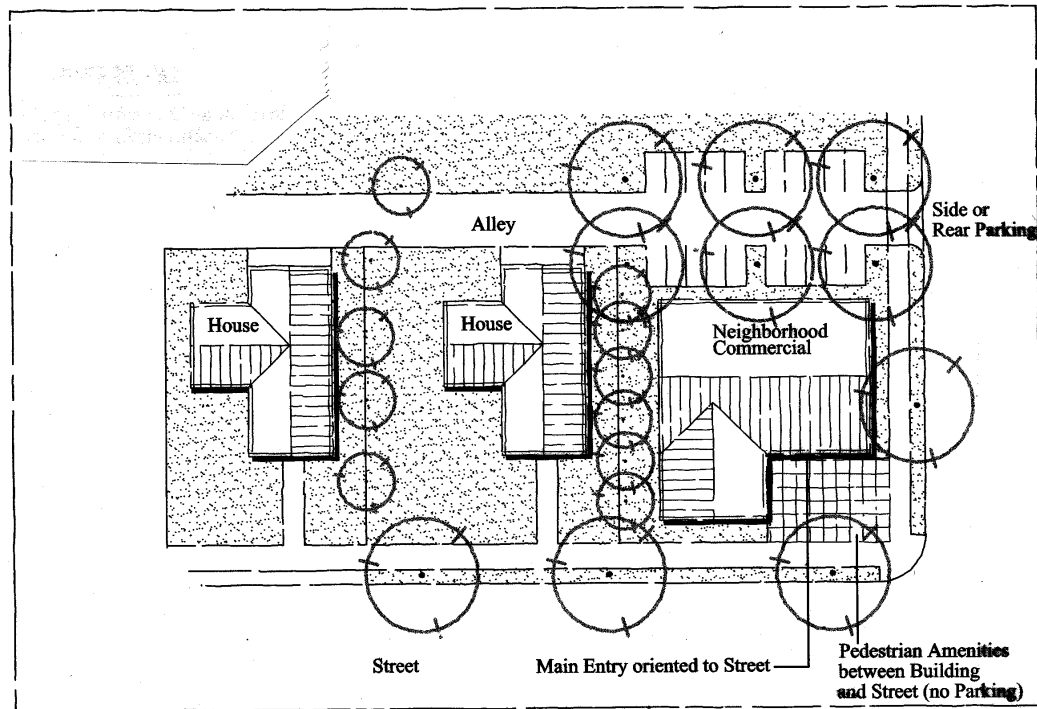 Alley
Side or
Rear Parking
House
House
Neighborhood
Commercial
Street
Main Entry oriented to Street
Pedestrian Amenities
between Building
and Street (no Parking)